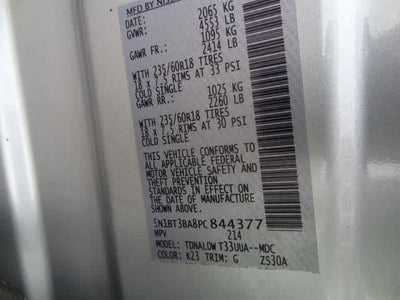 MFD BY NISS
DATE: 2065 KG
GVWR: 4553 LB
1095 KG
GAWR FR.: 2414 LB
WITH 235/60R18 TIRES
18 x 7.5 RIMS AT 33 PSI
COLD SINGLE
1025 KG
GAWR RR.: 2260 LB
WITH 235/60R18 TIRES
18 x 7.5 RIMS AT 30 PSI
COLD SINGLE
THIS VEHICLE CONFORMS TO
ALL APPLICABLE FEDERAL
MOTOR VEHICLE SAFETY AND
THEFT PREVENTION
STANDARDS IN EFFECT ON THE
DATE OF MANUFACTURE
SHOWN ABOVE.
5N1BT3BA8PC844377
MPV 214
MODEL: TDNALDW T33UUA--MDC
COLOR: K23 TRIM: G ZS30A